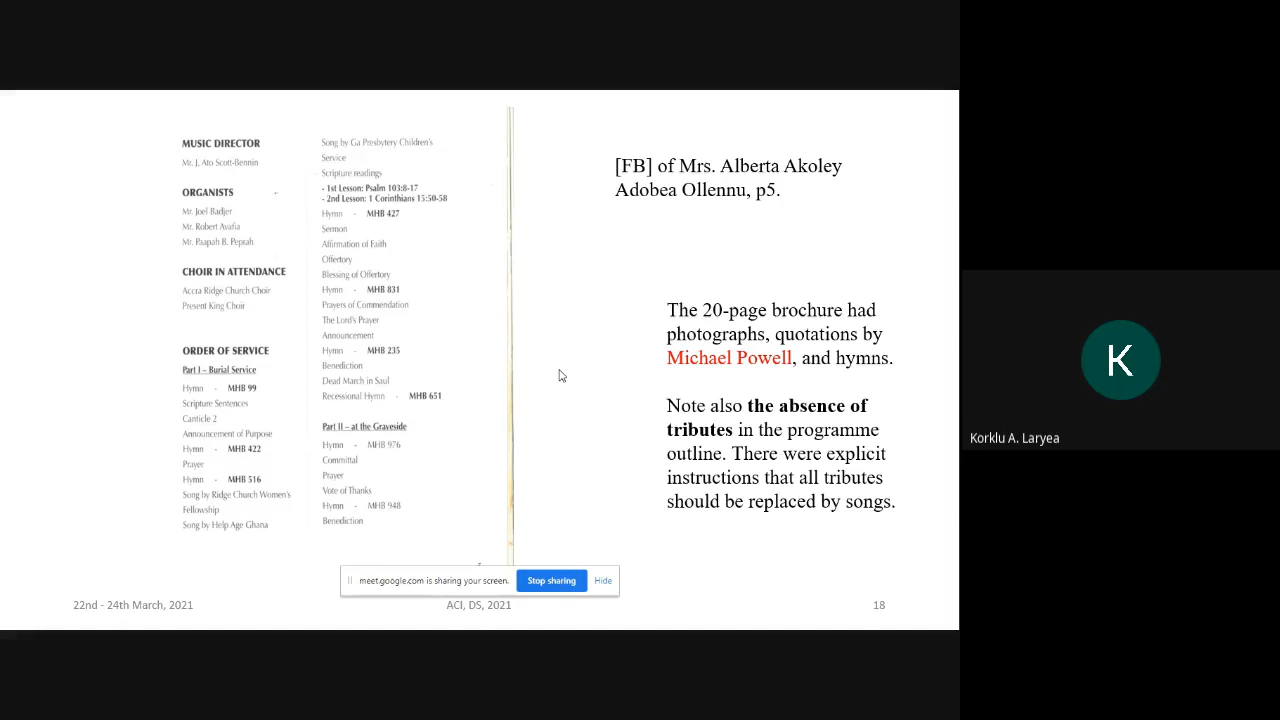 MUSIC DIRECTOR
Mr. J. Ato Scott-Bennin
ORGANISTS
Mr. Joel Badjer
Mr. Robert Avafia
Mr. Paapah B. Peprah
CHOIR IN ATTENDANCE
Accra Ridge Church Choir
Present King Choir
ORDER OF SERVICE
Part I – Burial Service
Hymn - MHB 99
Scripture Sentences
Canticle 2
Announcement of Purpose
Hymn - MHB 422
Prayer
Hymn - MHB 516
Song by Ridge Church Women's
Fellowship
Song by Help Age Ghana
Song by Ga Presbytery Children's
Service
Scripture readings
- 1st Lesson: Psalm 103:8-17
- 2nd Lesson: 1 Corinthians 15:50-58
Hymn - MHB 427
Sermon
Affirmation of Faith
Offertory
Blessing of Offertory
Hymn - MHB 831
Prayers of Commendation
The Lord's Prayer
Announcement
Hymn - MHB 235
Benediction
Dead March in Saul
Recessional Hymn - MHB 651
Part II – at the Graveside
Hymn - MHB 976
Committal
Prayer
Vote of Thanks
Hymn - MHB 948
Benediction
[FB] of Mrs. Alberta Akoley
Adobea Ollennu, p5.
The 20-page brochure had
photographs, quotations by
Michael Powell, and hymns.
Note also the absence of
tributes in the programme
outline. There were explicit
instructions that all tributes
should be replaced by songs.
meet.google.com is sharing your screen.
Stop sharing
Hide
22nd - 24th March, 2021
ACI, DS, 2021
18
K
Korklu A. Laryea